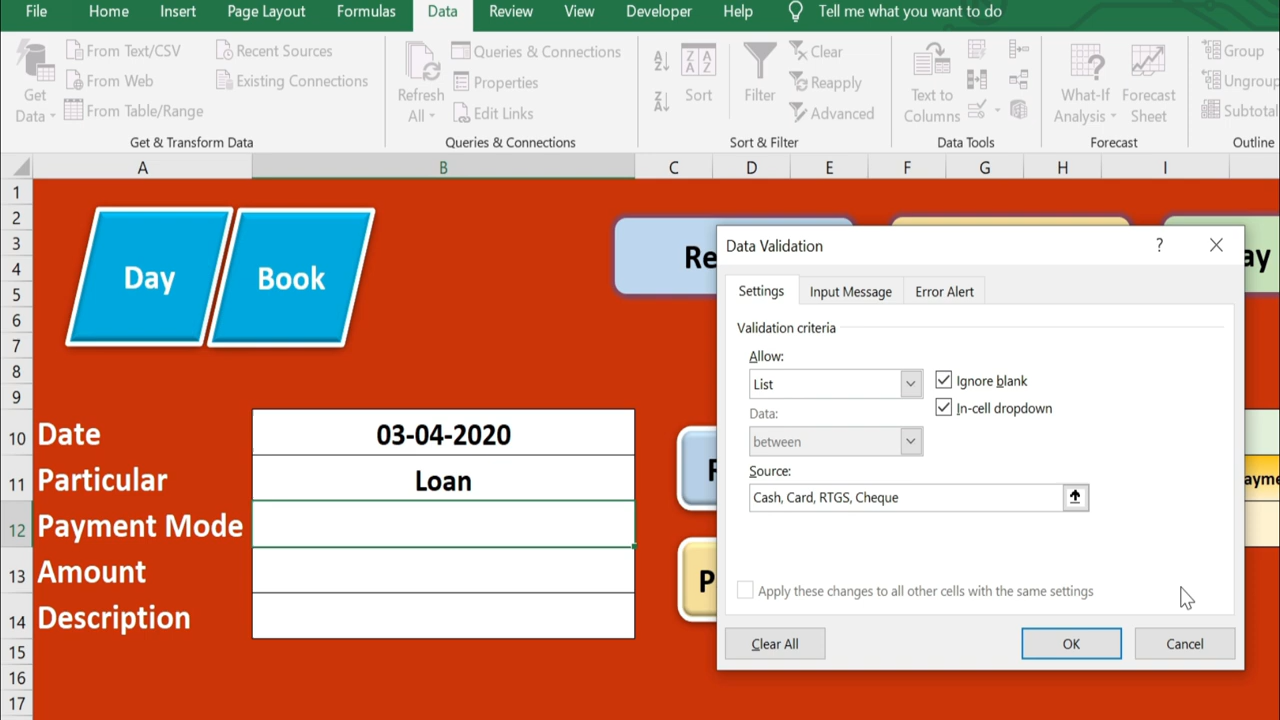 File Home Insert Page Layout Formulas Data Review View Developer Help Tell me what you want to do
Get Data
From Text/CSV
From Web
From Table/Range
Recent Sources
Existing Connections
Get & Transform Data
Refresh All
Queries & Connections
Properties
Edit Links
Queries & Connections
Sort
Filter
Clear
Reapply
Advanced
Sort & Filter
Text to Columns
Data Tools
What-If Analysis
Forecast Sheet
Forecast
Group
Ungroup
Subtotal
Outline
A B C D E F G H I
1
2
3
4
5
6
7
8
9
10
11
12
13
14
15
16
17
Day Book
Re
ay
Date 03-04-2020
Particular Loan
Payment Mode
Amount
Description
P
ayme
Data Validation
?
Settings Input Message Error Alert
Validation criteria
Allow:
List
Ignore blank
In-cell dropdown
Data:
between
Source:
Cash, Card, RTGS, Cheque
Apply these changes to all other cells with the same settings
Clear All OK Cancel